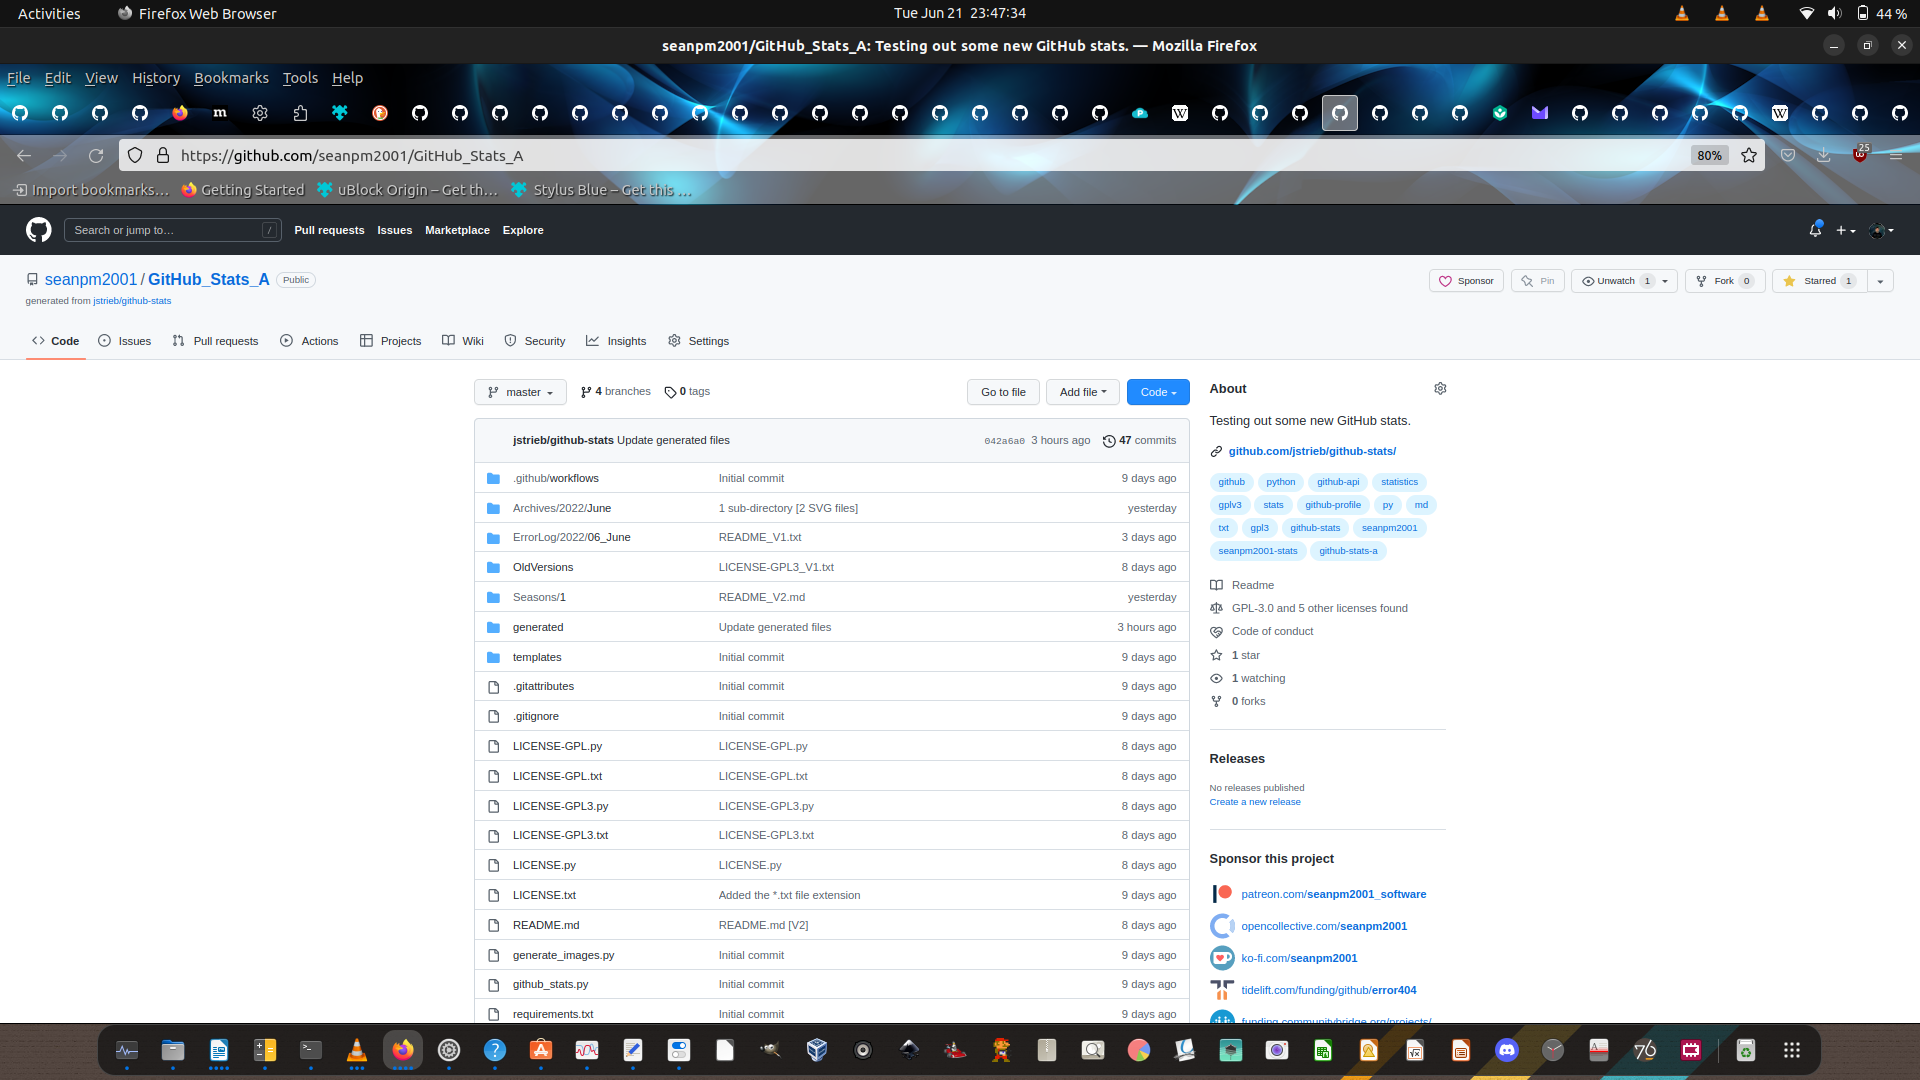 Activities Firefox Web Browser Tue Jun 21 23:47:34 44 %
seanpm2001/GitHub_Stats_A: Testing out some new GitHub stats. — Mozilla Firefox
File Edit View History Bookmarks Tools Help
https://github.com/seanpm2001/GitHub_Stats_A 80% 25
Import bookmarks… Getting Started uBlock Origin – Get th… Stylus Blue – Get this …
Search or jump to… / Pull requests Issues Marketplace Explore
seanpm2001 / GitHub_Stats_A Public Sponsor Pin Unwatch 1 Fork 0 Starred 1
generated from jstrieb/github-stats
Code Issues Pull requests Actions Projects Wiki Security Insights Settings
master 4 branches 0 tags Go to file Add file Code
jstrieb/github-stats Update generated files 042a6a0 3 hours ago 47 commits
.github/workflows Initial commit 9 days ago
Archives/2022/June 1 sub-directory [2 SVG files] yesterday
ErrorLog/2022/06_June README_V1.txt 3 days ago
OldVersions LICENSE-GPL3_V1.txt 8 days ago
Seasons/1 README_V2.md yesterday
generated Update generated files 3 hours ago
templates Initial commit 9 days ago
.gitattributes Initial commit 9 days ago
.gitignore Initial commit 9 days ago
LICENSE-GPL.py LICENSE-GPL.py 8 days ago
LICENSE-GPL.txt LICENSE-GPL.txt 8 days ago
LICENSE-GPL3.py LICENSE-GPL3.py 8 days ago
LICENSE-GPL3.txt LICENSE-GPL3.txt 8 days ago
LICENSE.py LICENSE.py 8 days ago
LICENSE.txt Added the *.txt file extension 9 days ago
README.md README.md [V2] 8 days ago
generate_images.py Initial commit 9 days ago
github_stats.py Initial commit 9 days ago
requirements.txt Initial commit 9 days ago
About
Testing out some new GitHub stats.
github.com/jstrieb/github-stats/
github python github-api statistics
gplv3 stats github-profile py md
txt gpl3 github-stats seanpm2001
seanpm2001-stats github-stats-a
Readme
GPL-3.0 and 5 other licenses found
Code of conduct
1 star
1 watching
0 forks
Releases
No releases published
Create a new release
Sponsor this project
patreon.com/seanpm2001_software
opencollective.com/seanpm2001
ko-fi.com/seanpm2001
tidelift.com/funding/github/error404
funding.communitybridge.org/projects/